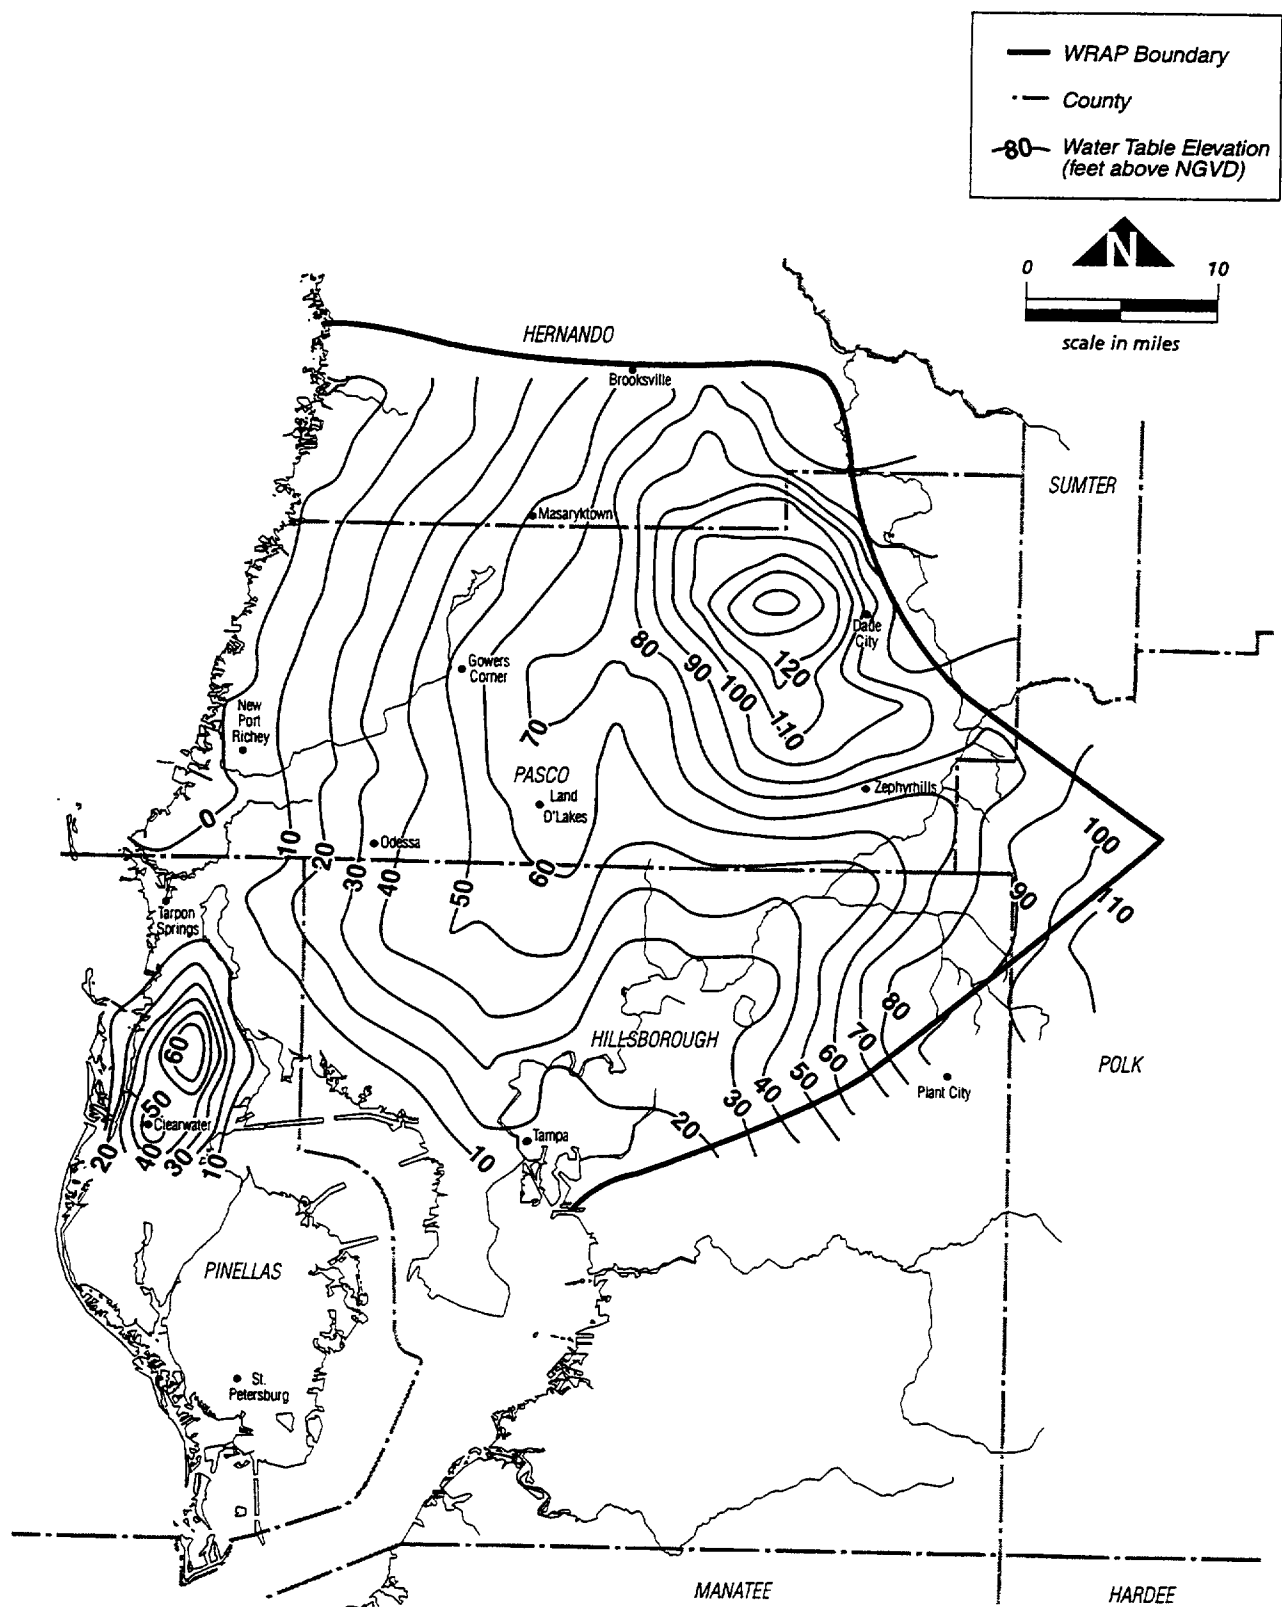 WRAP Boundary
County
80 Water Table Elevation
(feet above NGVD)
N
0 10
scale in miles
HERNANDO
Brooksville
SUMTER
Masaryktown
Dade
City
80
90
100
120
110
Gowers
Corner
New
Port
Richey
70
PASCO
Land
O'Lakes
Zephyrhills
0
10
20
30
40
50
60
Odessa
100
90
110
Tarpon
Springs
60
50
Clearwater
20
40
30
10
HILLSBOROUGH
80
70
60
50
40
30
20
10
POLK
Plant City
Tampa
PINELLAS
St.
Petersburg
MANATEE
HARDEE